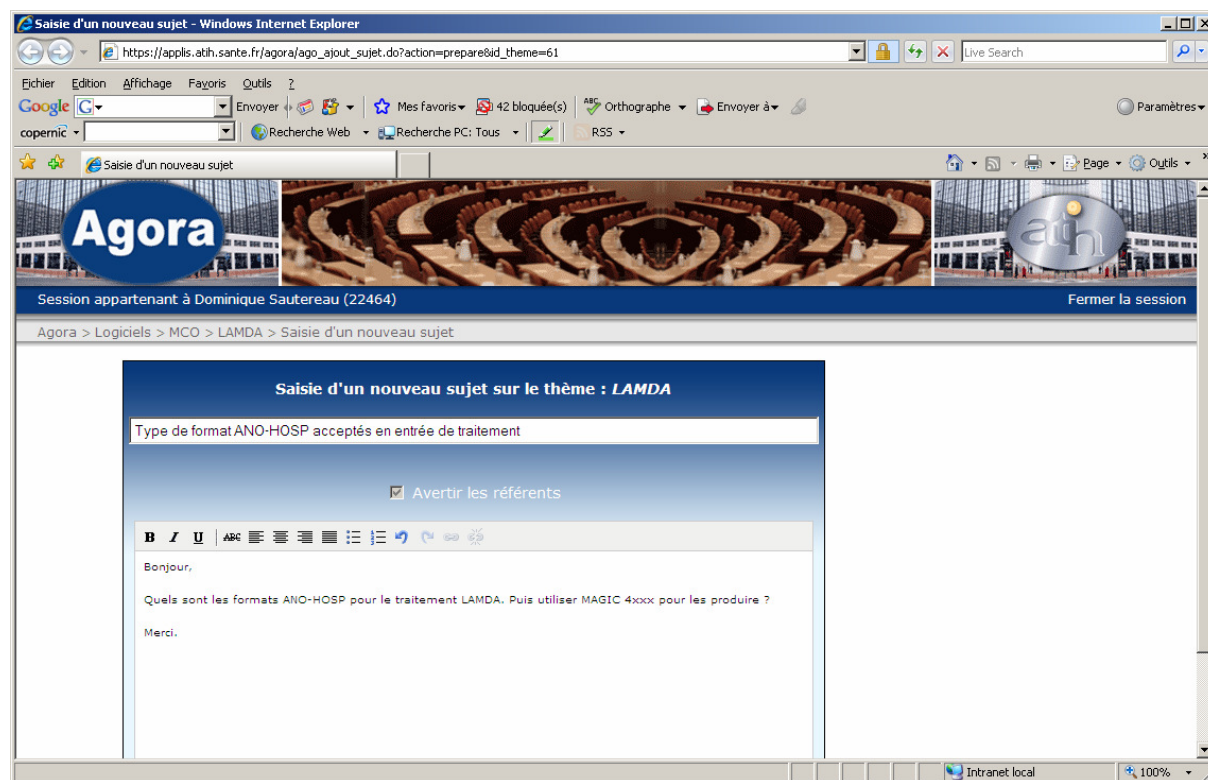 Saisie d'un nouveau sujet - Windows Internet Explorer
https://applis.atih.sante.fr/agora/ago_ajout_sujet.do?action=prepare&id_theme=61
Live Search
Fichier Edition Affichage Favoris Outils ?
Google G Envoyer Mes favoris 42 bloquée(s) ABC Orthographe Envoyer à Paramètres
copernic Recherche Web Recherche PC: Tous RSS
Saisie d'un nouveau sujet Page Outils »
Agora atih
Session appartenant à Dominique Sautereau (22464) Fermer la session
Agora > Logiciels > MCO > LAMDA > Saisie d'un nouveau sujet
Saisie d'un nouveau sujet sur le thème : LAMDA
Type de format ANO-HOSP acceptés en entrée de traitement
Avertir les référents
B I U ABC
Bonjour,
Quels sont les formats ANO-HOSP pour le traitement LAMDA. Puis utiliser MAGIC 4xxx pour les produire ?
Merci.
Intranet local 100%